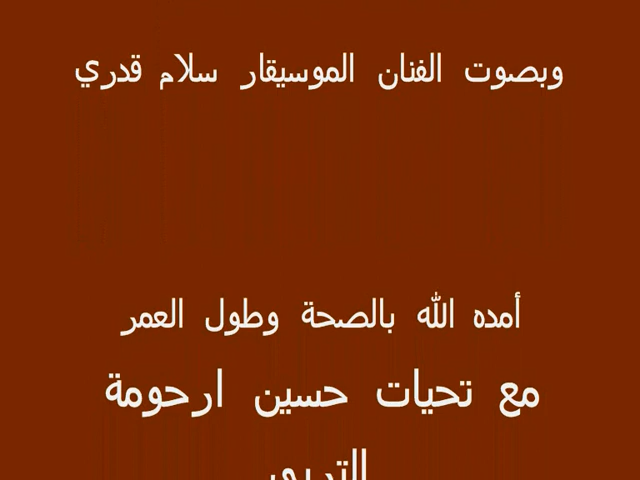 وبصوت الفنان الموسيقار سلام قدري
أمده الله بالصحة وطول العمر
مع تحيات حسين ارحومة